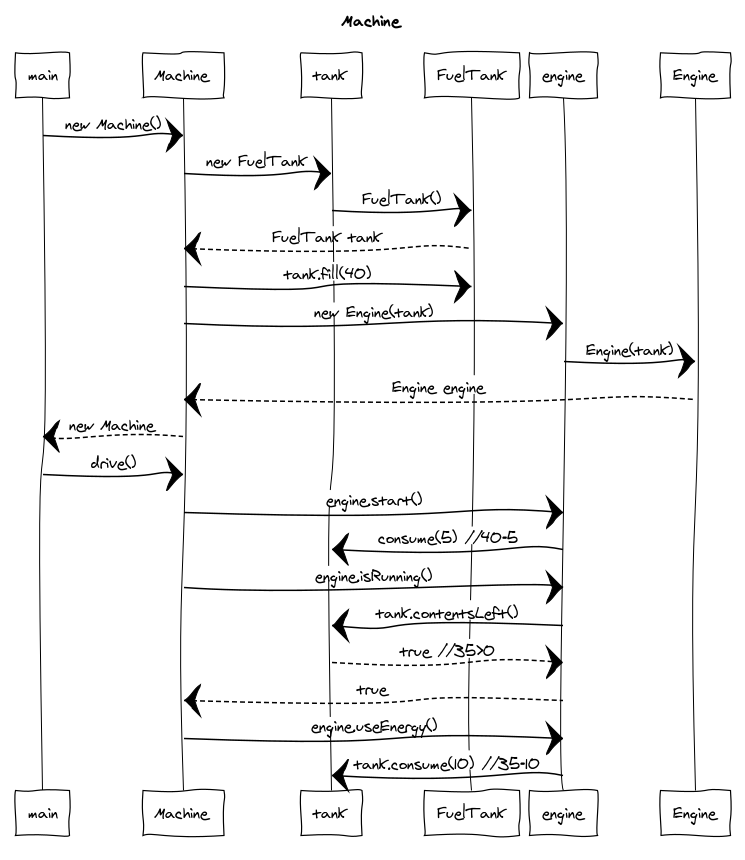 Machine
main Machine tank FuelTank engine Engine
new Machine()
new FuelTank
FuelTank()
FuelTank tank
tank.fill(40)
new Engine(tank)
Engine(tank)
Engine engine
new Machine
drive()
engine.start()
consume(5) //40-5
engine.isRunning()
tank.contentsLeft()
true //35>0
true
engine.useEnergy()
tank.consume(10) //35-10
main Machine tank FuelTank engine Engine